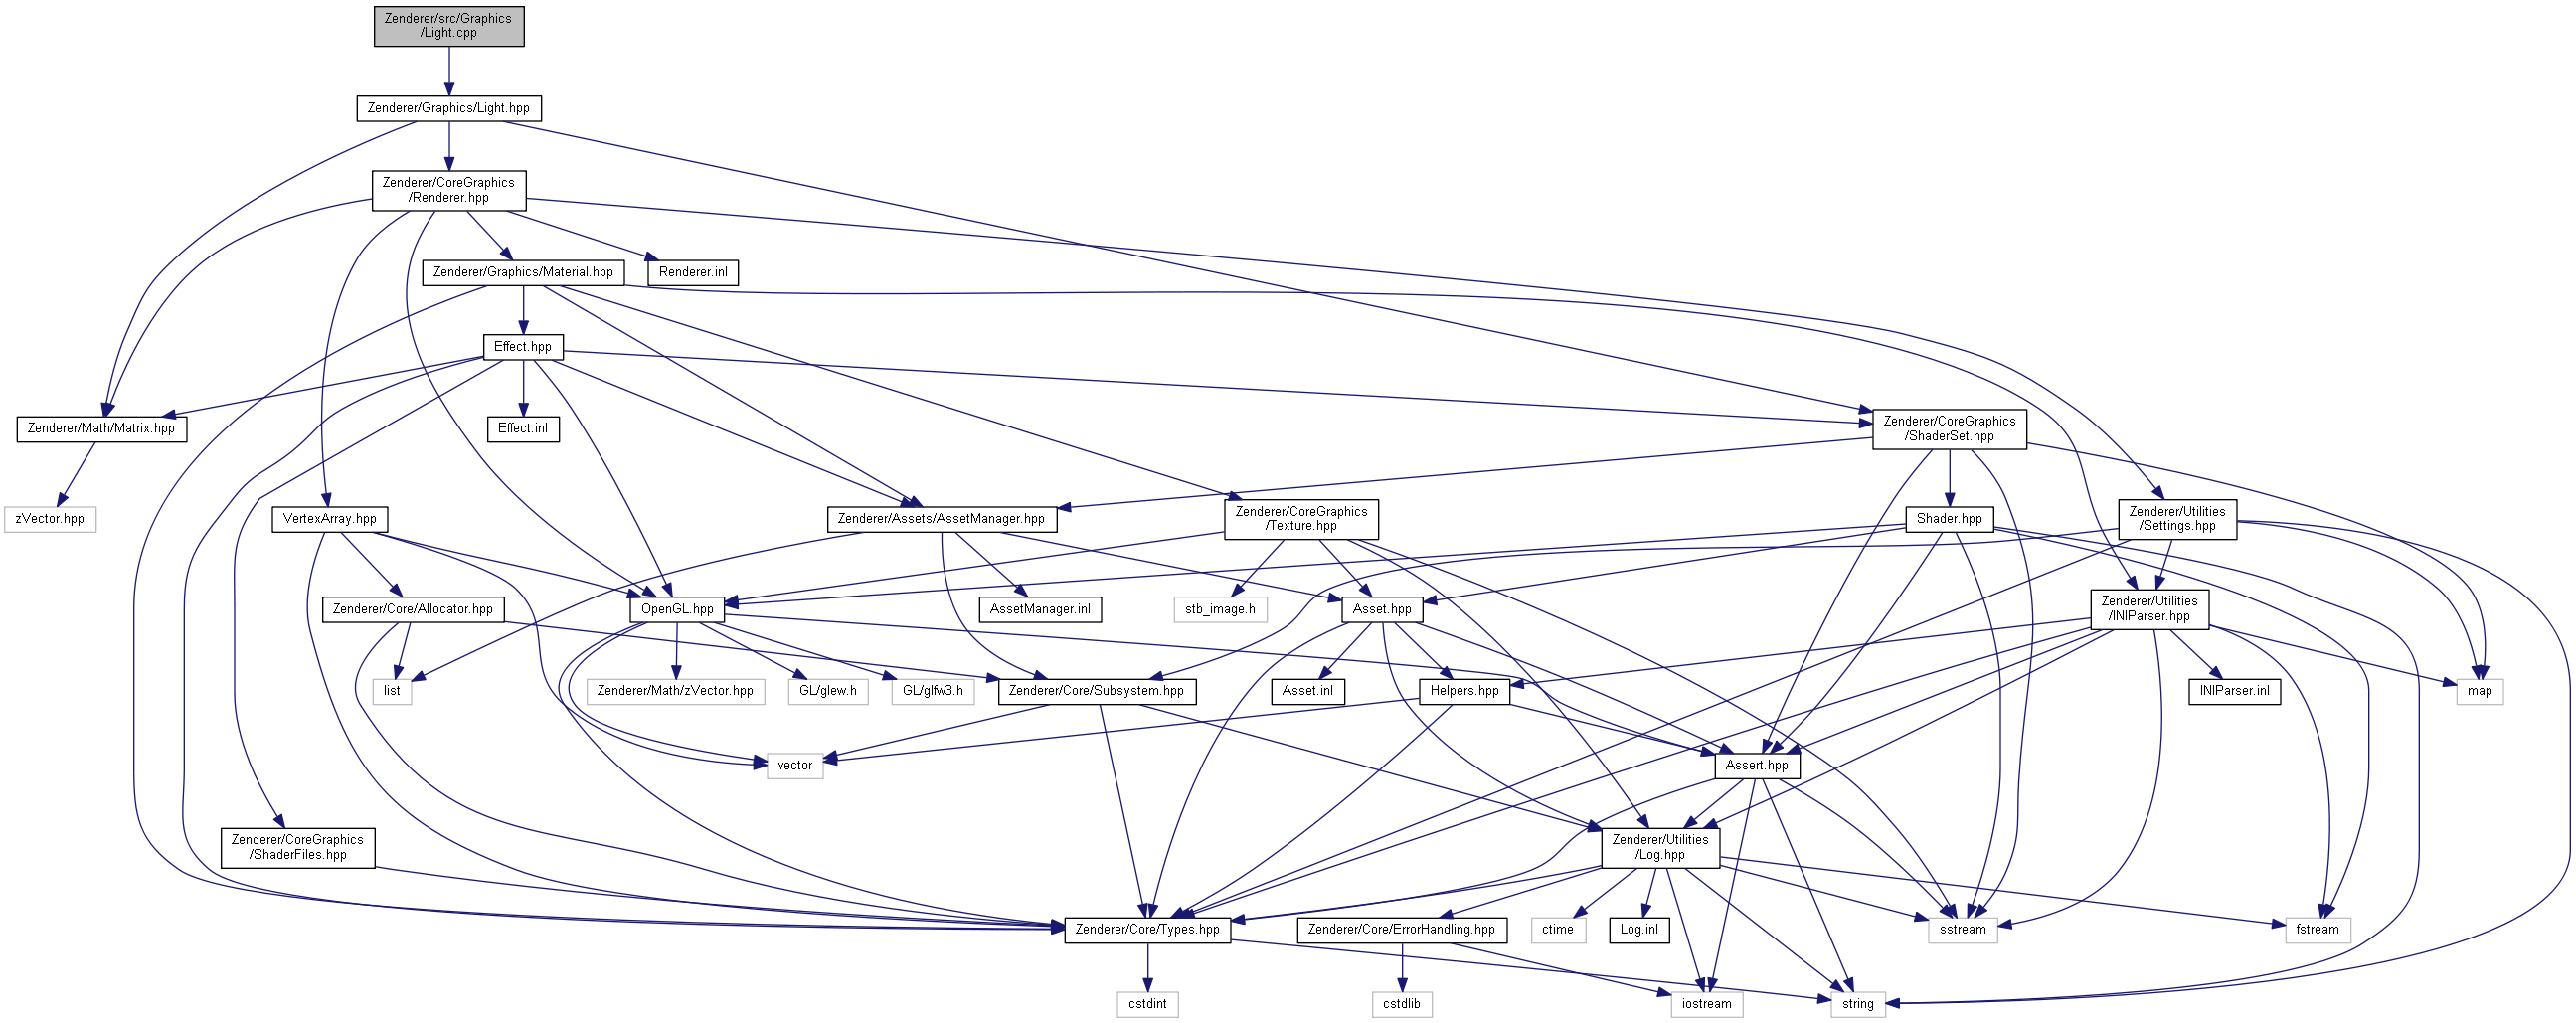 Zenderer/src/Graphics
/Light.cpp
Zenderer/Graphics/Light.hpp
Zenderer/CoreGraphics
/Renderer.hpp
Zenderer/Graphics/Material.hpp
Renderer.inl
Effect.hpp
Zenderer/Math/Matrix.hpp
Effect.inl
Zenderer/CoreGraphics
/ShaderSet.hpp
zVector.hpp
VertexArray.hpp
Zenderer/Assets/AssetManager.hpp
Zenderer/CoreGraphics
/Texture.hpp
Shader.hpp
Zenderer/Utilities
/Settings.hpp
Zenderer/Core/Allocator.hpp
OpenGL.hpp
AssetManager.inl
stb_image.h
Asset.hpp
Zenderer/Utilities
/INIParser.hpp
list
Zenderer/Math/zVector.hpp
GL/glew.h
GL/glfw3.h
Zenderer/Core/Subsystem.hpp
Asset.inl
Helpers.hpp
INIParser.inl
map
vector
Assert.hpp
Zenderer/CoreGraphics
/ShaderFiles.hpp
Zenderer/Utilities
/Log.hpp
Zenderer/Core/Types.hpp
Zenderer/Core/ErrorHandling.hpp
ctime
Log.inl
sstream
fstream
cstdint
cstdlib
iostream
string